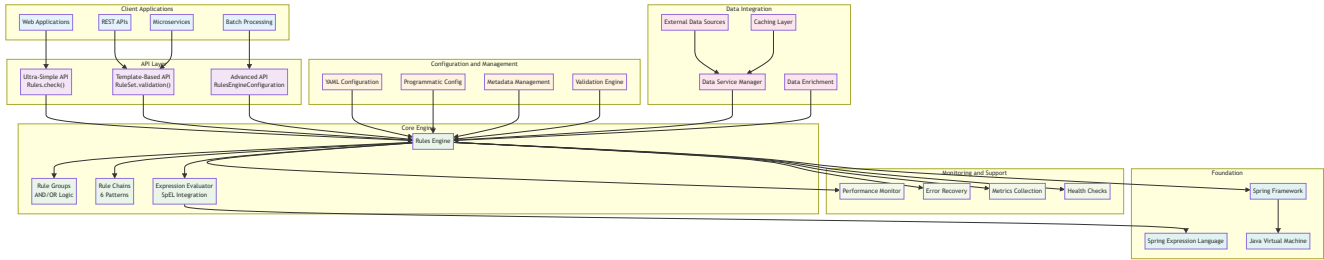 Client Applications
Web Applications
REST APIs
Microservices
Batch Processing
Data Integration
External Data Sources
Caching Layer
Data Service Manager
Data Enrichment
API Layer
Ultra-Simple API
Rules.check()
Template-Based API
RuleSet.validation()
Advanced API
RulesEngineConfiguration
Configuration and Management
YAML Configuration
Programmatic Config
Metadata Management
Validation Engine
Core Engine
Rules Engine
Rule Groups
AND/OR Logic
Rule Chains
6 Patterns
Expression Evaluator
SpEL Integration
Monitoring and Support
Performance Monitor
Error Recovery
Metrics Collection
Health Checks
Foundation
Spring Framework
Spring Expression Language
Java Virtual Machine